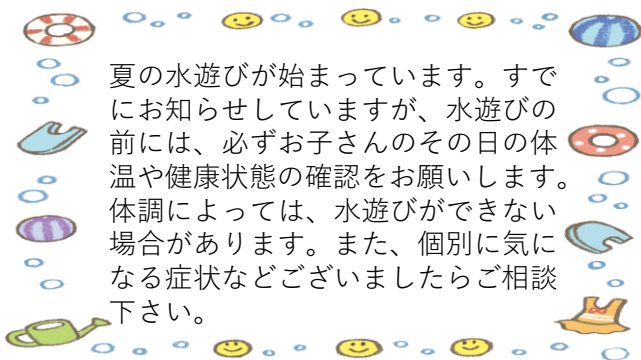 夏の水遊びが始まっています。すで
にお知らせしていますが、水遊びの
前には、必ずお子さんのその日の体
温や健康状態の確認をお願いします。
体調によっては、水遊びができない
場合があります。また、個別に気に
なる症状などございましたらご相談
下さい。